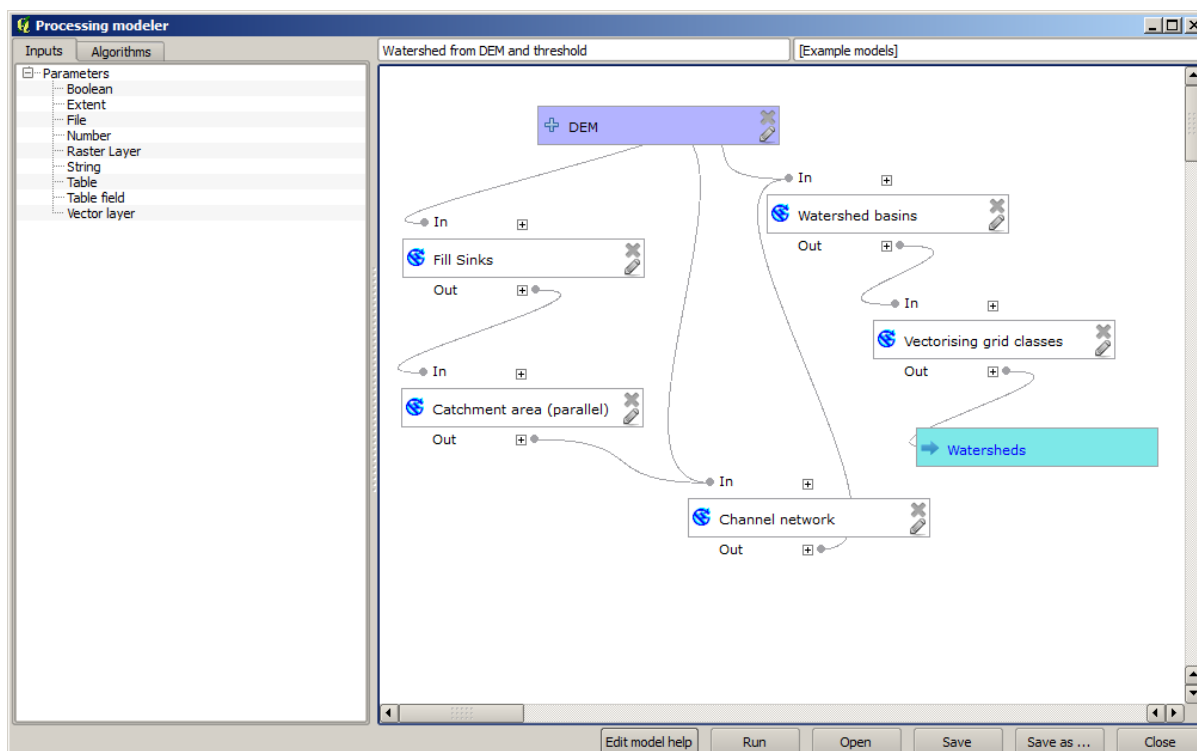 Processing modeler
Inputs
Algorithms
Watershed from DEM and threshold
[Example models]
Parameters
Boolean
Extent
File
Number
Raster Layer
String
Table
Table field
Vector layer
DEM
In
Fill Sinks
Out
In
Catchment area (parallel)
Out
In
Channel network
Out
In
Watershed basins
Out
In
Vectorising grid classes
Out
Watersheds
Edit model help
Run
Open
Save
Save as ...
Close